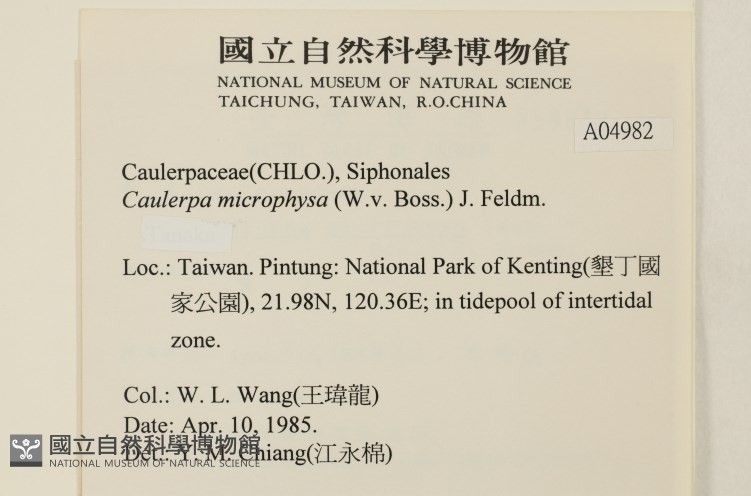 國立自然科學博物館
NATIONAL MUSEUM OF NATURAL SCIENCE
TAICHUNG, TAIWAN, R.O.CHINA
A04982
Caulerpaceae(CHLO.), Siphonales
Caulerpa microphysa (W.v. Boss.) J. Feldm.
Loc.: Taiwan. Pintung: National Park of Kenting(墾丁國
家公園), 21.98N, 120.36E; in tidepool of intertidal
zone.
Col.: W. L. Wang(王瑋龍)
Date: Apr. 10, 1985.
Det.: Y. M. Chiang(江永棉)
國立自然科學博物館
NATIONAL MUSEUM OF NATURAL SCIENCE